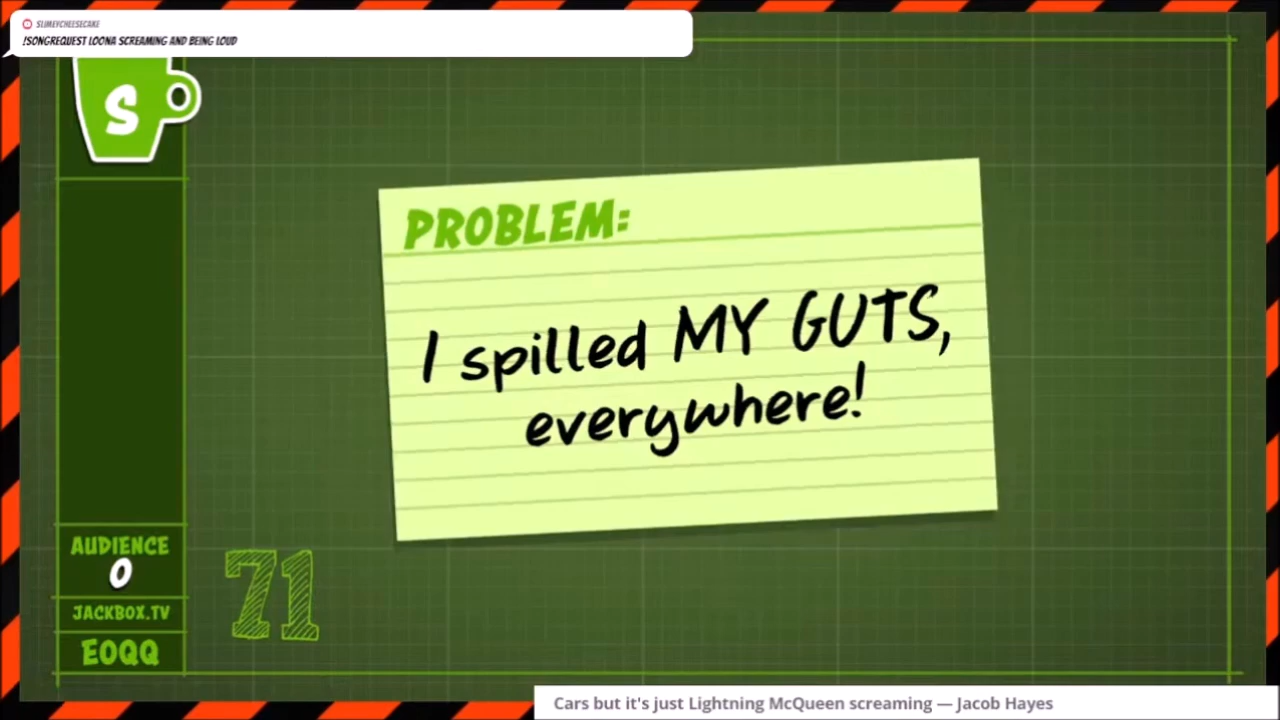 SLIMEYCHEESECAKE
!SONGREQUEST LOONA SCREAMING AND BEING LOUD
S
PROBLEM:
I spilled MY GUTS,
everywhere!
AUDIENCE
0
JACKBOX.TV
EOQQ
71
Cars but it's just Lightning McQueen screaming — Jacob Hayes